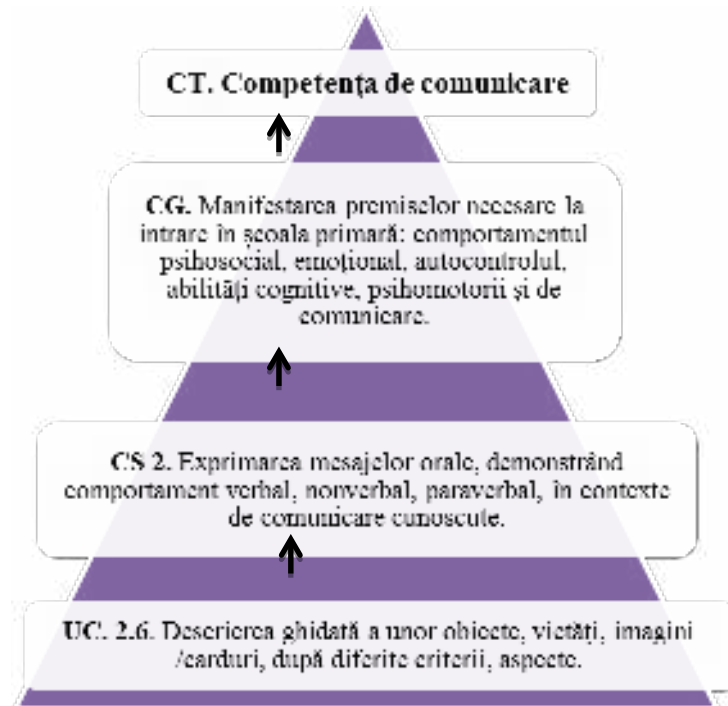 CT. Competența de comunicare
CG. Manifestarea premiselor necesare la
intrare în școala primară: comportamentul
psihosocial, emoțional, autocontrolul,
abilități cognitive, psihomotorii și de
comunicare.
CS 2. Exprimarea mesajelor orale, demonstrând
comportament verbal, nonverbal, paraverbal, în contexte
de comunicare cunoscute.
UC. 2.6. Descrierea ghidată a unor obiecte, vietăți, imagini
/carduri, după diferite criterii, aspecte.